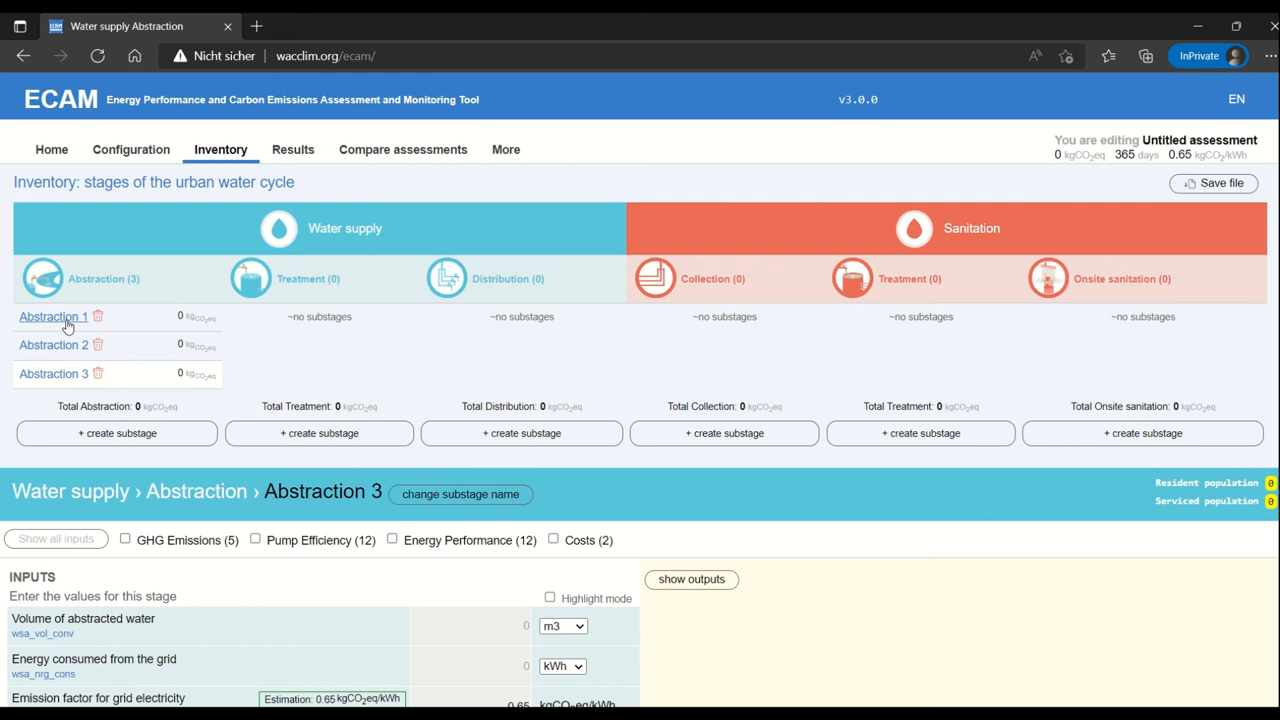 Water supply Abstraction
Nicht sicher | wacclim.org/ecam/
InPrivate
ECAM Energy Performance and Carbon Emissions Assessment and Monitoring Tool
v3.0.0
EN
Home Configuration Inventory Results Compare assessments More
You are editing Untitled assessment
0 kgCO2eq 365 days 0.65 kgCO2/kWh
Inventory: stages of the urban water cycle
Save file
Water supply Sanitation
Abstraction (3) Treatment (0) Distribution (0) Collection (0) Treatment (0) Onsite sanitation (0)
Abstraction 1 0 kgCO2eq ~no substages ~no substages ~no substages ~no substages ~no substages
Abstraction 2 0 kgCO2eq
Abstraction 3 0 kgCO2eq
Total Abstraction: 0 kgCO2eq Total Treatment: 0 kgCO2eq Total Distribution: 0 kgCO2eq Total Collection: 0 kgCO2eq Total Treatment: 0 kgCO2eq Total Onsite sanitation: 0 kgCO2eq
+ create substage + create substage + create substage + create substage + create substage + create substage
Water supply › Abstraction › Abstraction 3 change substage name
Resident population 0
Serviced population 0
Show all inputs GHG Emissions (5) Pump Efficiency (12) Energy Performance (12) Costs (2)
INPUTS
Enter the values for this stage
Highlight mode
show outputs
Volume of abstracted water 0 m3
wsa_vol_conv
Energy consumed from the grid 0 kWh
wsa_nrg_cons
Emission factor for grid electricity Estimation: 0.65 kgCO2eq/kWh 0.65 kgCO2eq/kWh